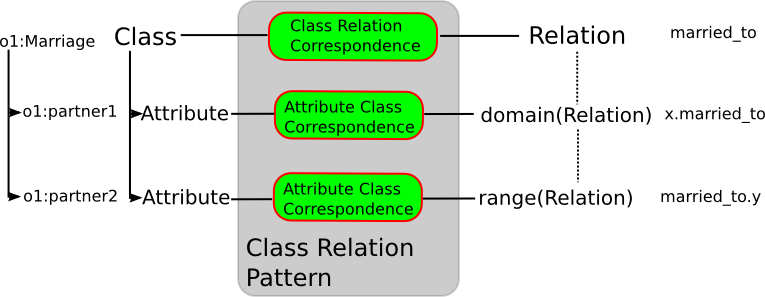 o1:Marriage
Class
Class Relation
Correspondence
Relation
married_to
o1:partner1
Attribute
Attribute Class
Correspondence
domain(Relation)
x.married_to
o1:partner2
Attribute
Attribute Class
Correspondence
range(Relation)
married_to.y
Class Relation
Pattern